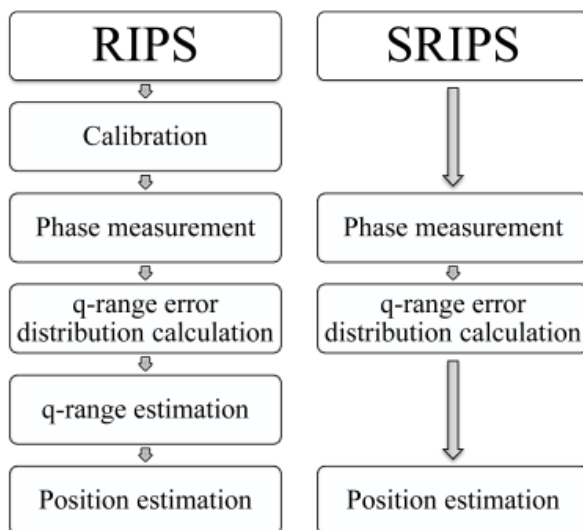 RIPS
Calibration
Phase measurement
q-range error
distribution calculation
q-range estimation
Position estimation
SRIPS
Phase measurement
q-range error
distribution calculation
Position estimation